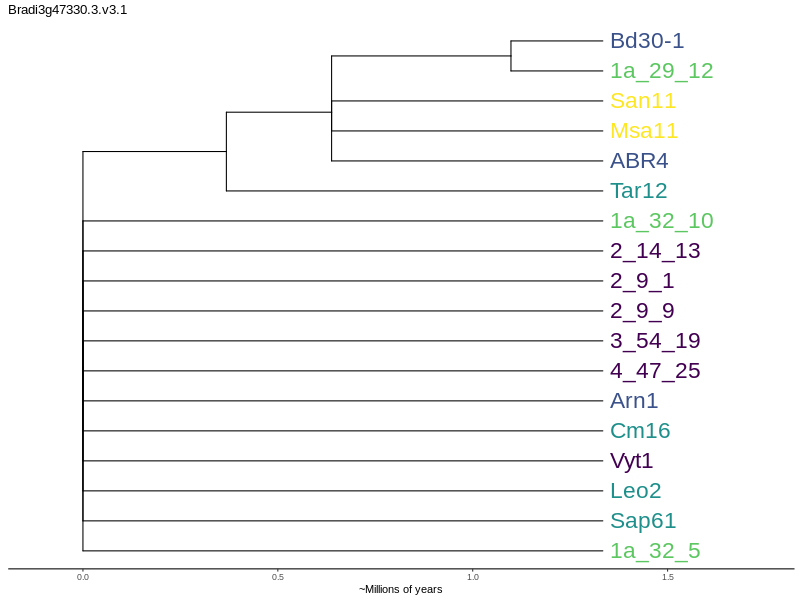 Bradi3g47330.3.v3.1
Bd30-1
1a_29_12
San11
Msa11
ABR4
Tar12
1a_32_10
2_14_13
2_9_1
2_9_9
3_54_19
4_47_25
Arn1
Cm16
Vyt1
Leo2
Sap61
1a_32_5
0.0 0.5 1.0 1.5
~Millions of years